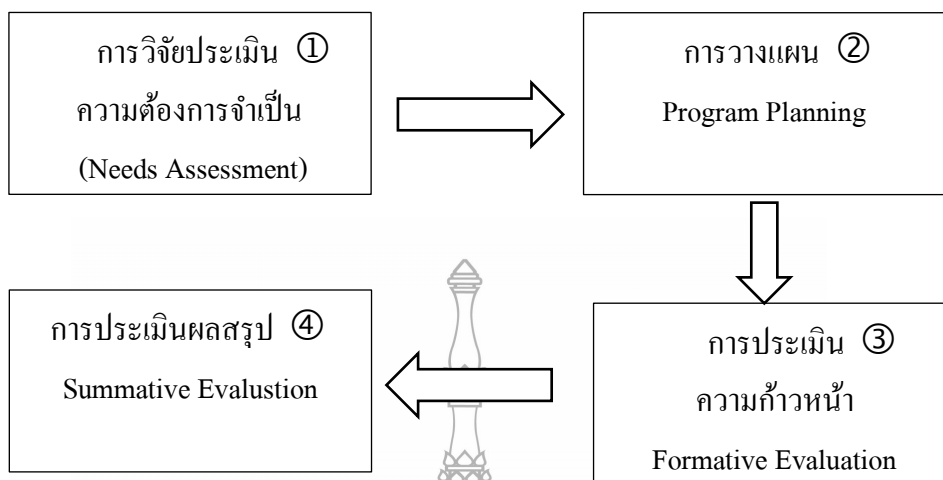 การวิจัยประเมิน ①
ความต้องการจำเป็น
(Needs Assessment)
การวางแผน ②
Program Planning
การประเมิน ③
ความก้าวหน้า
Formative Evaluation
การประเมินผลสรุป ④
Summative Evalustion